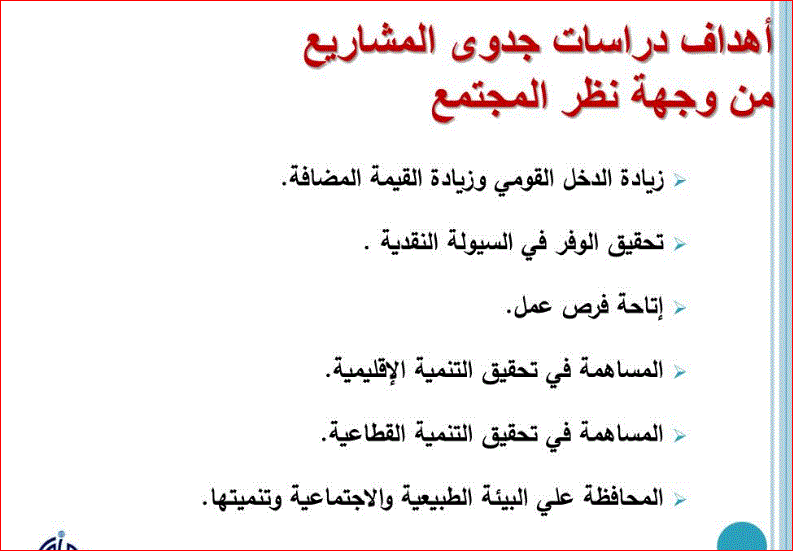 أهداف دراسات جدوى المشاريع
من وجهة نظر المجتمع
زيادة الدخل القومي وزيادة القيمة المضافة.
تحقيق الوفر في السيولة النقدية .
إتاحة فرص عمل.
المساهمة في تحقيق التنمية الإقليمية.
المساهمة في تحقيق التنمية القطاعية.
المحافظة علي البيئة الطبيعية والاجتماعية وتنميتها.